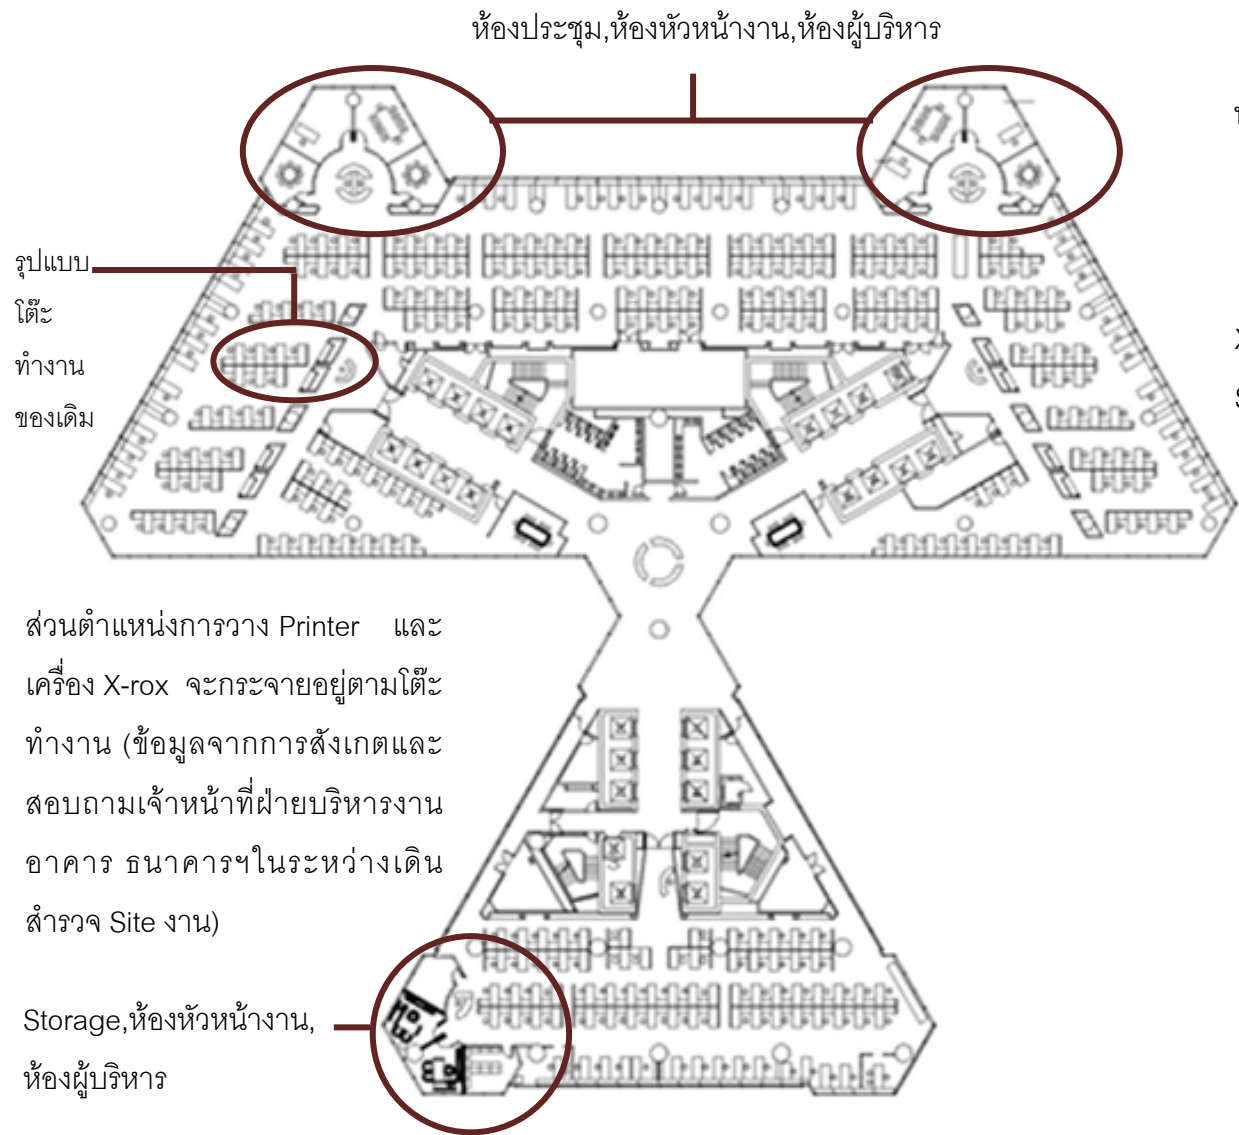 ห้องประชุม,ห้องหัวหน้างาน,ห้องผู้บริหาร
รุปแบบ
โต๊ะ
ทำงาน
ของเดิม
ส่วนตำแหน่งการวาง Printer และ
เครื่อง X-rox จะกระจายอยู่ตามโต๊ะ
ทำงาน (ข้อมูลจากการสังเกตและ
สอบถามเจ้าหน้าที่ฝ่ายบริหารงาน
อาคาร ธนาคารฯในระหว่างเดิน
สำรวจ Site งาน)
Storage,ห้องหัวหน้างาน,
ห้องผู้บริหาร